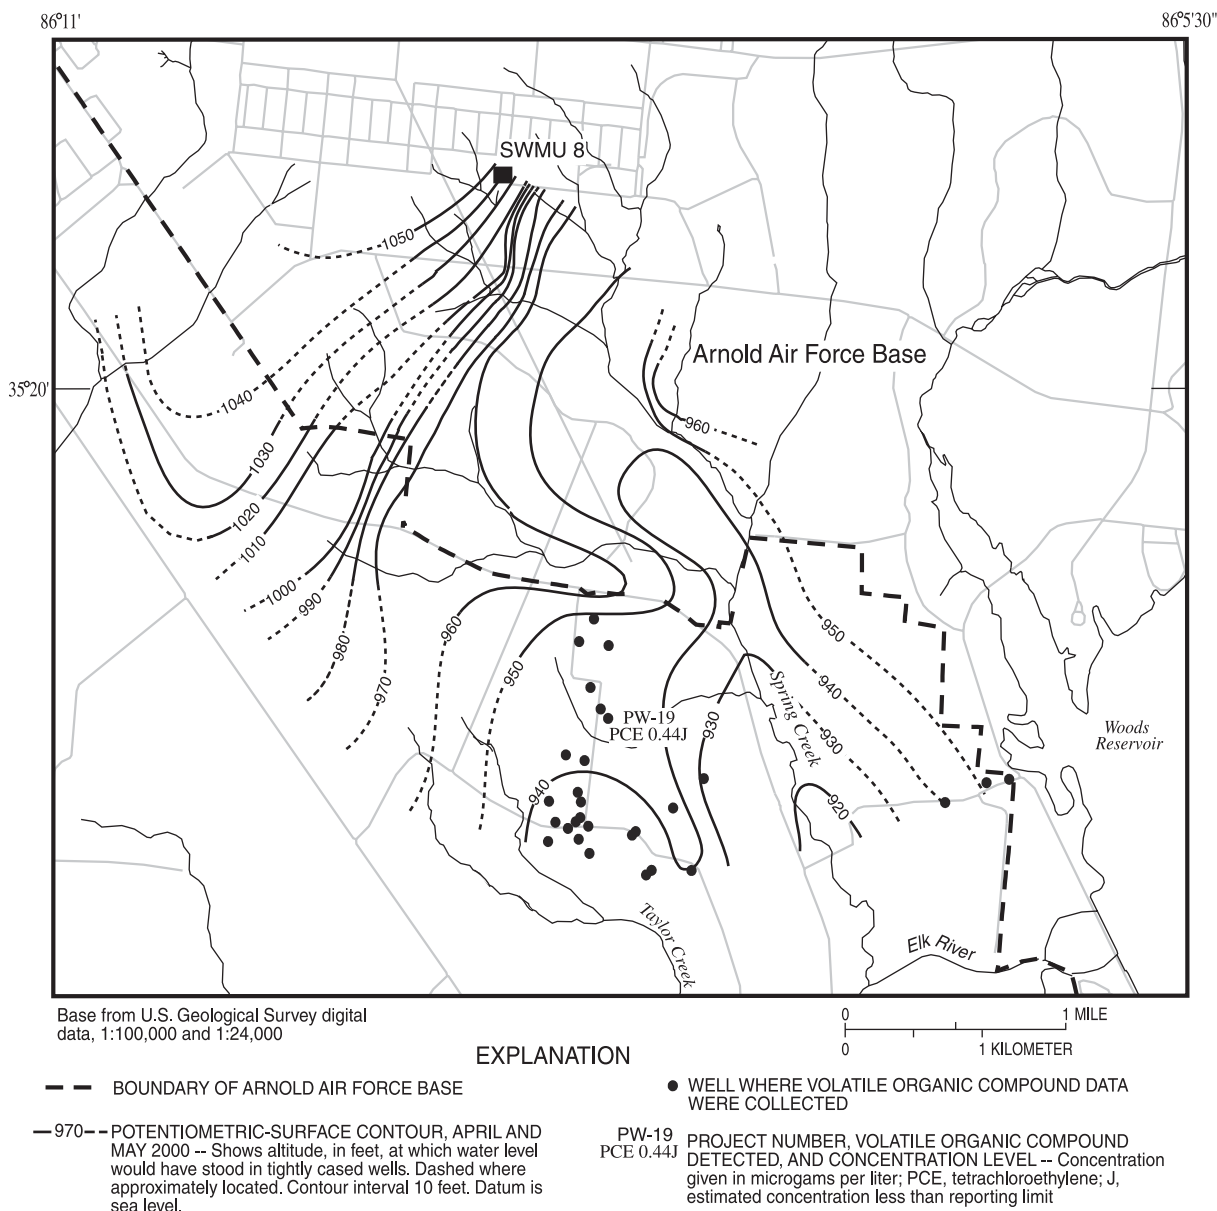 86°11'
86°5'30"
SWMU 8
1050
Arnold Air Force Base
35°20'
1040
960
1030
1020
1010
1000
990
980
970
960
950
950
940
930
Spring Creek
930
PW-19
PCE 0.44J
Woods
Reservoir
940
920
Taylor Creek
Elk River
Base from U.S. Geological Survey digital
data, 1:100,000 and 1:24,000
0
1 MILE
0
1 KILOMETER
EXPLANATION
BOUNDARY OF ARNOLD AIR FORCE BASE
970
POTENTIOMETRIC-SURFACE CONTOUR, APRIL AND
MAY 2000 -- Shows altitude, in feet, at which water level
would have stood in tightly cased wells. Dashed where
approximately located. Contour interval 10 feet. Datum is
sea level.
WELL WHERE VOLATILE ORGANIC COMPOUND DATA
WERE COLLECTED
PW-19
PCE 0.44J
PROJECT NUMBER, VOLATILE ORGANIC COMPOUND
DETECTED, AND CONCENTRATION LEVEL -- Concentration
given in microgams per liter; PCE, tetrachloroethylene; J,
estimated concentration less than reporting limit